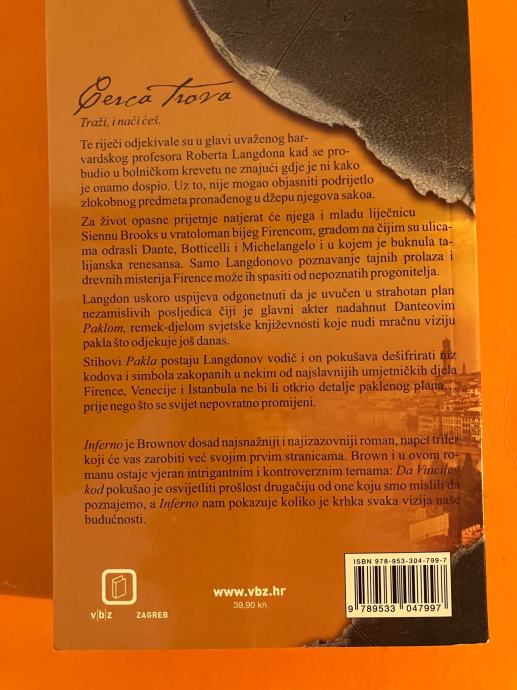 Cerca Trova
Traži, i naći ćeš.
Te riječi odjekivale su u glavi uvaženog har-
vardskog profesora Roberta Langdona kad se pro-
budio u bolničkom krevetu ne znajući gdje je ni kako
je onamo dospio. Uz to, nije mogao objasniti podrijetlo
zlokobnog predmeta pronađenog u džepu njegova sakoa.
Za život opasne prijetnje natjerat će njega i mladu liječnicu
Siennu Brooks u vratoloman bijeg Firencom, gradom na čijim su ulica-
ma odrasli Dante, Botticelli i Michelangelo i u kojem je buknula ta-
lijanska renesansa. Samo Langdonovo poznavanje tajnih prolaza i
drevnih misterija Firence može ih spasiti od nepoznatih progonitelja.
Langdon uskoro uspijeva odgonetnuti da je uvučen u strahotan plan
nezamislivih posljedica čiji je glavni akter nadahnut Danteovim
Paklom, remek-djelom svjetske književnosti koje nudi mračnu viziju
pakla što odjekuje još danas.
Stihovi Pakla postaju Langdonov vodič i on pokušava dešifrirati niz
kodova i simbola zakopanih u nekim od najslavnijih umjetničkih djela
Firence, Venecije i Istanbula ne bi li otkrio detalje paklenog plana...
prije nego što se svijet nepovratno promijeni.
Inferno je Brownov dosad najsnažniji i najizazovniji roman, napet triler
koji će vas zarobiti već svojim prvim stranicama. Brown i u ovom ro-
manu ostaje vjeran intrigantnim i kontroverznim temama: Da Vincijev
kod pokušao je osvijetliti prošlost drugačiju od one koju smo mislili da
poznajemo, a Inferno nam pokazuje koliko je krhka svaka vizija naše
budućnosti.
ISBN 978-953-304-799-7
9 789533 047997
www.vbz.hr
39,90 kn
v|b|z ZAGREB